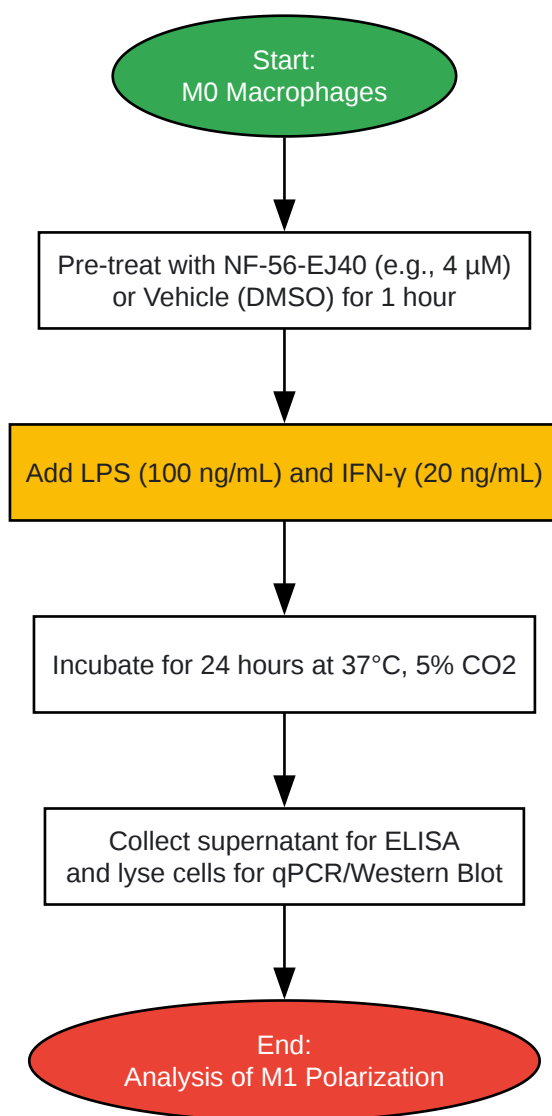 Start:
M0 Macrophages
Pre-treat with NF-56-EJ40 (e.g., 4 µM)
or Vehicle (DMSO) for 1 hour
Add LPS (100 ng/mL) and IFN-γ (20 ng/mL)
Incubate for 24 hours at 37°C, 5% CO2
Collect supernatant for ELISA
and lyse cells for qPCR/Western Blot
End:
Analysis of M1 Polarization